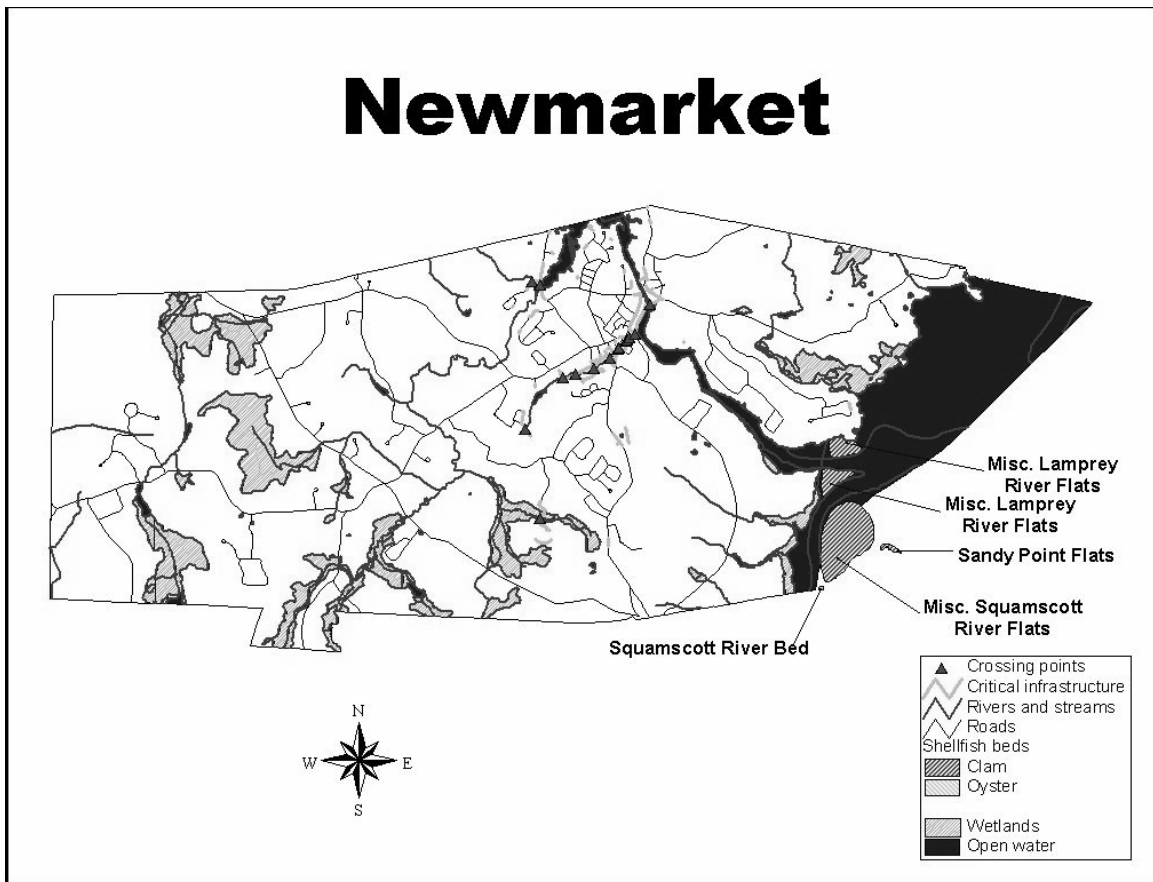 Newmarket
Misc. Lamprey
River Flats
Misc. Lamprey
River Flats
Sandy Point Flats
Misc. Squamscott
River Flats
Squamscott River Bed
N
W
E
S
Crossing points
Critical infrastructure
Rivers and streams
Roads
Shellfish beds
Clam
Oyster
Wetlands
Open water